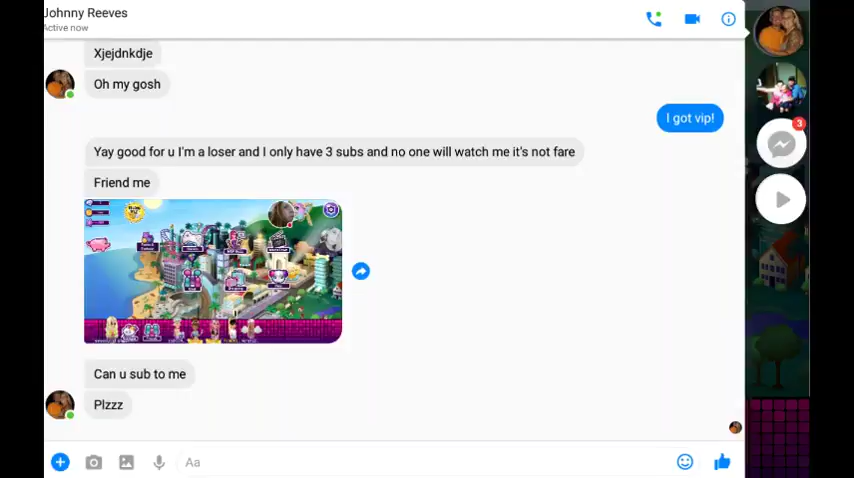 Johnny Reeves
Active now
Xjejdnkdje
Oh my gosh
I got vip!
Yay good for u I'm a loser and I only have 3 subs and no one will watch me it's not fare
Friend me
Can u sub to me
Plzzz
Aa
3